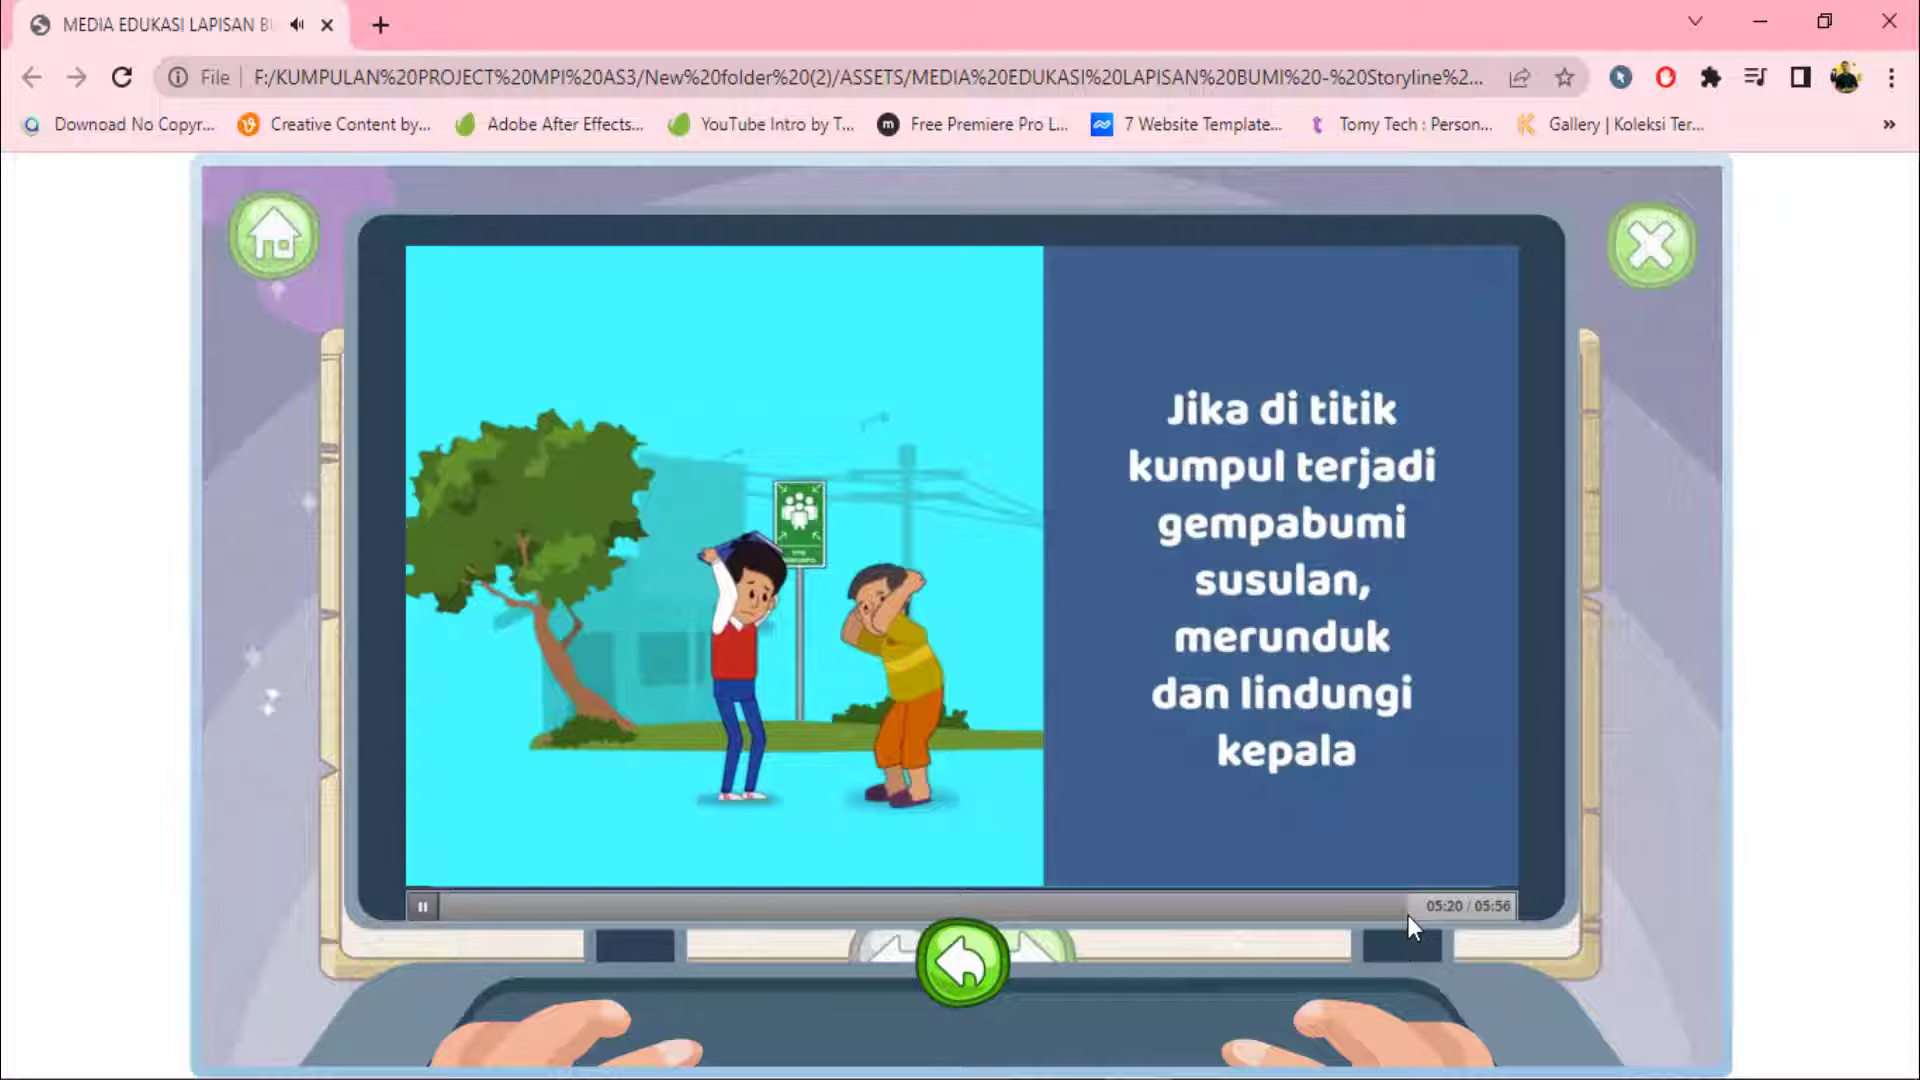 MEDIA EDUKASI LAPISAN BU
File
F:/KUMPULAN%20PROJECT%20MPI%20AS3/New%20folder%20(2)/ASSETS/MEDIA%20EDUKASI%20LAPISAN%20BUMI%20-%20Storyline%2...
Downoad No Copyr...
Creative Content by...
Adobe After Effects...
YouTube Intro by T...
Free Premiere Pro L...
7 Website Template...
Tomy Tech : Person...
Gallery | Koleksi Ter...
Jika di titik
kumpul terjadi
gempabumi
susulan,
merunduk
dan lindungi
kepala
05:20 / 05:56